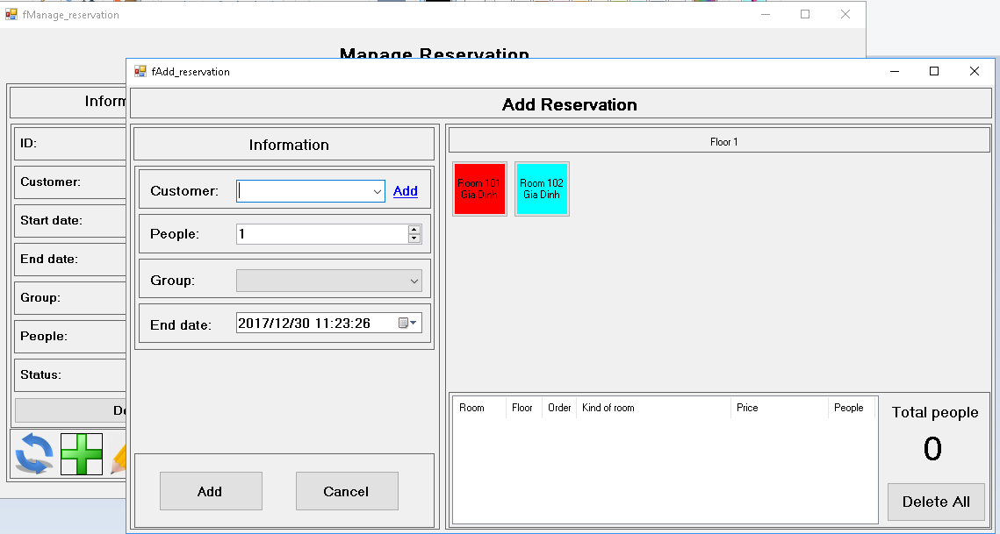 fManage_reservation
Manage Reservation
fAdd_reservation
Add Reservation
Inform
ID:
Customer:
Start date:
End date:
Group:
People:
Status:
De
Information
Customer:
Add
People:
1
Group:
End date:
2017/12/30 11:23:26
Add
Cancel
Floor 1
Room 101
Gia Dinh
Room 102
Gia Dinh
Room Floor Order Kind of room Price People
Total people
0
Delete All